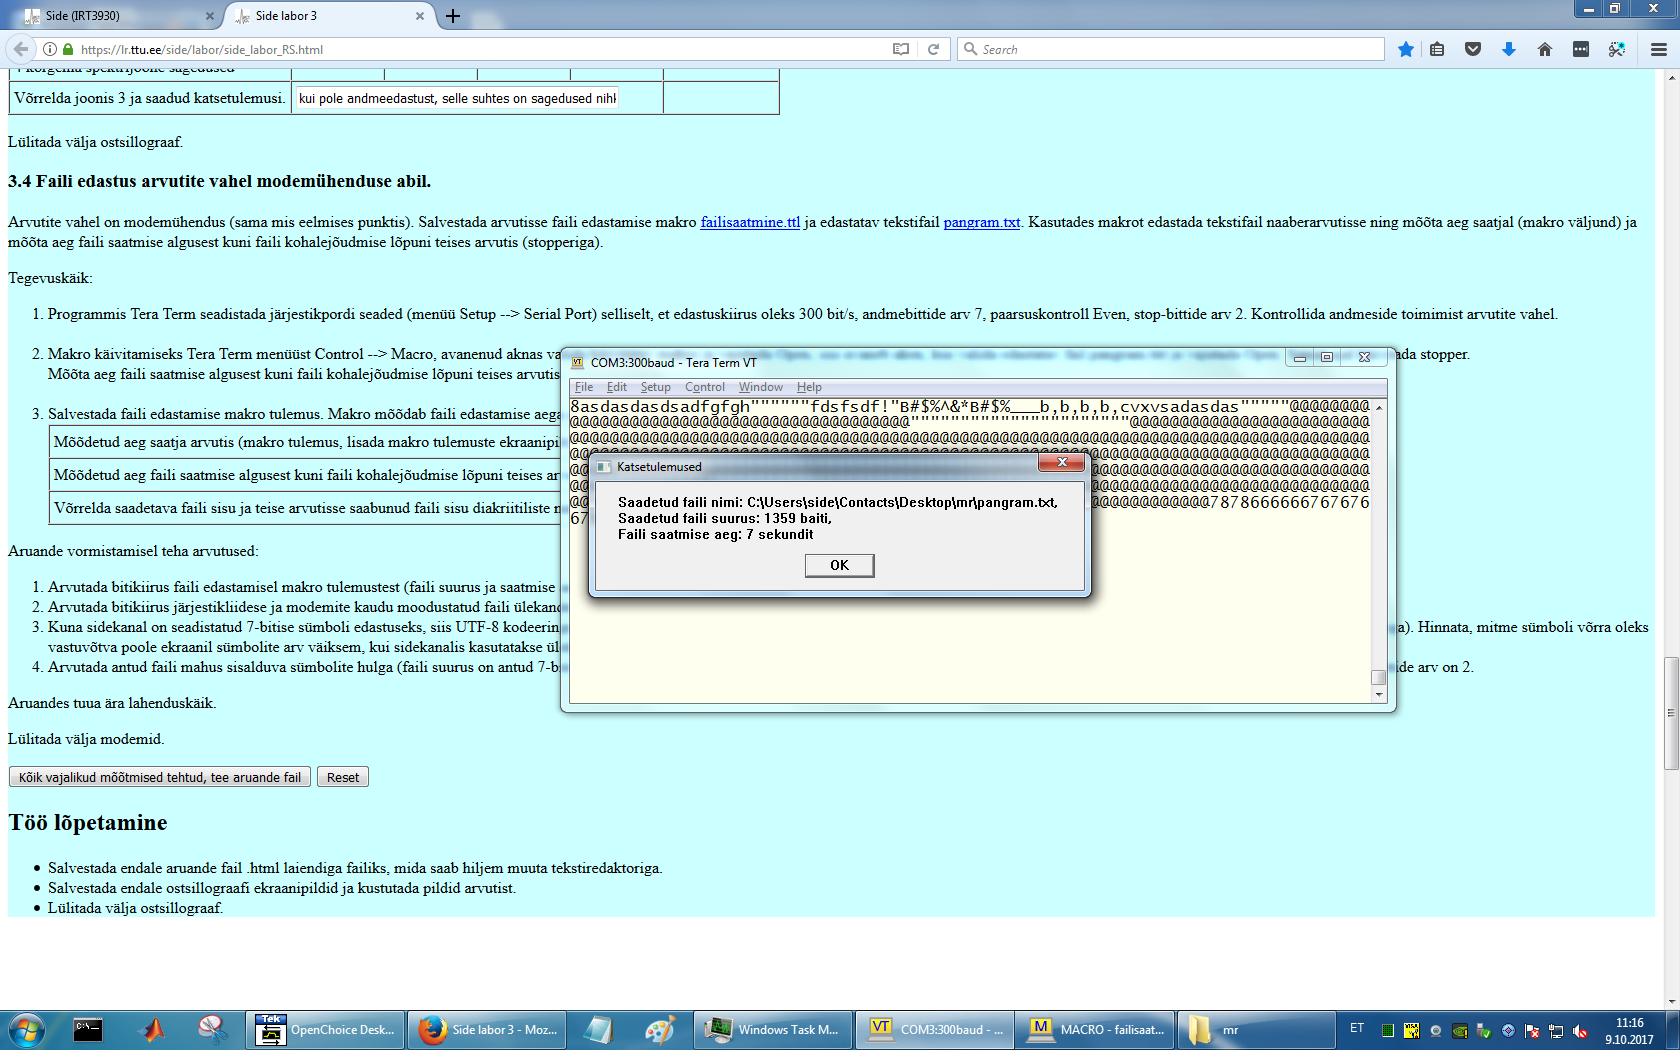 Side (IRT3930)
Side labor 3
https://lr.ttu.ee/side/labor/side_labor_RS.html
Search
4 kõrgema spektrijoone sagedused
Võrrelda joonis 3 ja saadud katsetulemusi.
kui pole andmeedastust, selle suhtes on sagedused nihk
Lülitada välja ostsillograaf.
3.4 Faili edastus arvutite vahel modemühenduse abil.
Arvutite vahel on modemühendus (sama mis eelmises punktis). Salvestada arvutisse faili edastamise makro failisaatmine.ttl ja edastatav tekstifail pangram.txt. Kasutades makrot edastada tekstifail naaberarvutisse ning mõõta aeg saatjal (makro väljund) ja
mõõta aeg faili saatmise algusest kuni faili kohalejõudmise lõpuni teises arvutis (stopperiga).
Tegevuskäik:
1. Programmis Tera Term seadistada järjestikpordi seaded (menüü Setup --> Serial Port) selliselt, et edastuskiirus oleks 300 bit/s, andmebittide arv 7, paarsuskontroll Even, stop-bittide arv 2. Kontrollida andmeside toimimist arvutite vahel.
2. Makro käivitamiseks Tera Term menüüst Control --> Macro, avanenud aknas va
ada stopper.
Mõõta aeg faili saatmise algusest kuni faili kohalejõudmise lõpuni teises arvutis
3. Salvestada faili edastamise makro tulemus. Makro mõõdab faili edastamise aega
Mõõdetud aeg saatja arvutis (makro tulemus, lisada makro tulemuste ekraanipi
Mõõdetud aeg faili saatmise algusest kuni faili kohalejõudmise lõpuni teises ar
Võrrelda saadetava faili sisu ja teise arvutisse saabunud faili sisu diakriitiliste m
COM3:300baud - Tera Term VT
File Edit Setup Control Window Help
8asdasdasdsadfgfgh""""""fdsfsdf!"B#$%^&*B#$%___b,b,b,b,cvxvsadasdas"""""@@@@@@@@
7878666666767676
67
Katsetulemused
Saadetud faili nimi: C:\Users\side\Contacts\Desktop\mr\pangram.txt,
Saadetud faili suurus: 1359 baiti,
Faili saatmise aeg: 7 sekundit
OK
Aruande vormistamisel teha arvutused:
1. Arvutada bitikiirus faili edastamisel makro tulemustest (faili suurus ja saatmise
2. Arvutada bitikiirus järjestikliidese ja modemite kaudu moodustatud faili ülekand
3. Kuna sidekanal on seadistatud 7-bitise sümboli edastuseks, siis UTF-8 kodeerin
a). Hinnata, mitme sümboli võrra oleks
vastuvõtva poole ekraanil sümbolite arv väiksem, kui sidekanalis kasutatakse ül
4. Arvutada antud faili mahus sisalduva sümbolite hulga (faili suurus on antud 7-b
ide arv on 2.
Aruandes tuua ära lahenduskäik.
Lülitada välja modemid.
Kõik vajalikud mõõtmised tehtud, tee aruande fail
Reset
Töö lõpetamine
• Salvestada endale aruande fail .html laiendiga failiks, mida saab hiljem muuta tekstiredaktoriga.
• Salvestada endale ostsillograafi ekraanipildid ja kustutada pildid arvutist.
• Lülitada välja ostsillograaf.
Tek
OpenChoice Desk...
Side labor 3 - Moz...
Windows Task M...
COM3:300baud - ...
MACRO - failisaat...
mr
ET
11:16
9.10.2017